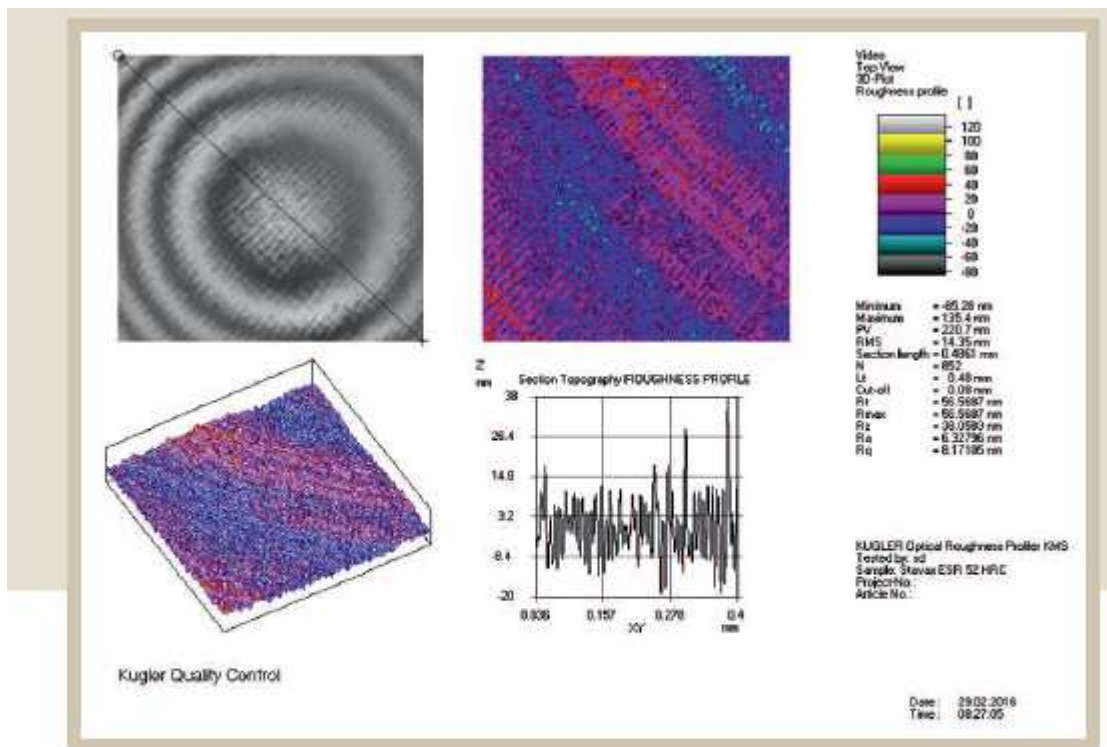 Video
Top View
3D-Plot
Roughness profile
[ ]
120
100
80
60
40
20
0
-20
-40
-60
-80
Minimum = -85.28 nm
Maximum = 135.4 nm
PV = 220.7 nm
RMS = 14.35 nm
Section length = 0.4861 mm
N = 852
Lt = 0.48 mm
Cut-off = 0.08 mm
Rt = 56.5687 nm
Rmax = 56.5687 nm
Rz = 38.0583 nm
Ra = 6.32796 nm
Rq = 8.17185 nm
Z
nm
Section Topography ROUGHNESS PROFILE
38
26.4
14.8
3.2
-8.4
-20
0.036 0.157 0.278 0.4
XY mm
KUGLER Optical Roughness Profiler KMS
Tested by: sd
Sample: Stavax ESR 52 HRC
Project-No.:
Article No.:
Kugler Quality Control
Date: 29.02.2016
Time: 08:27:05